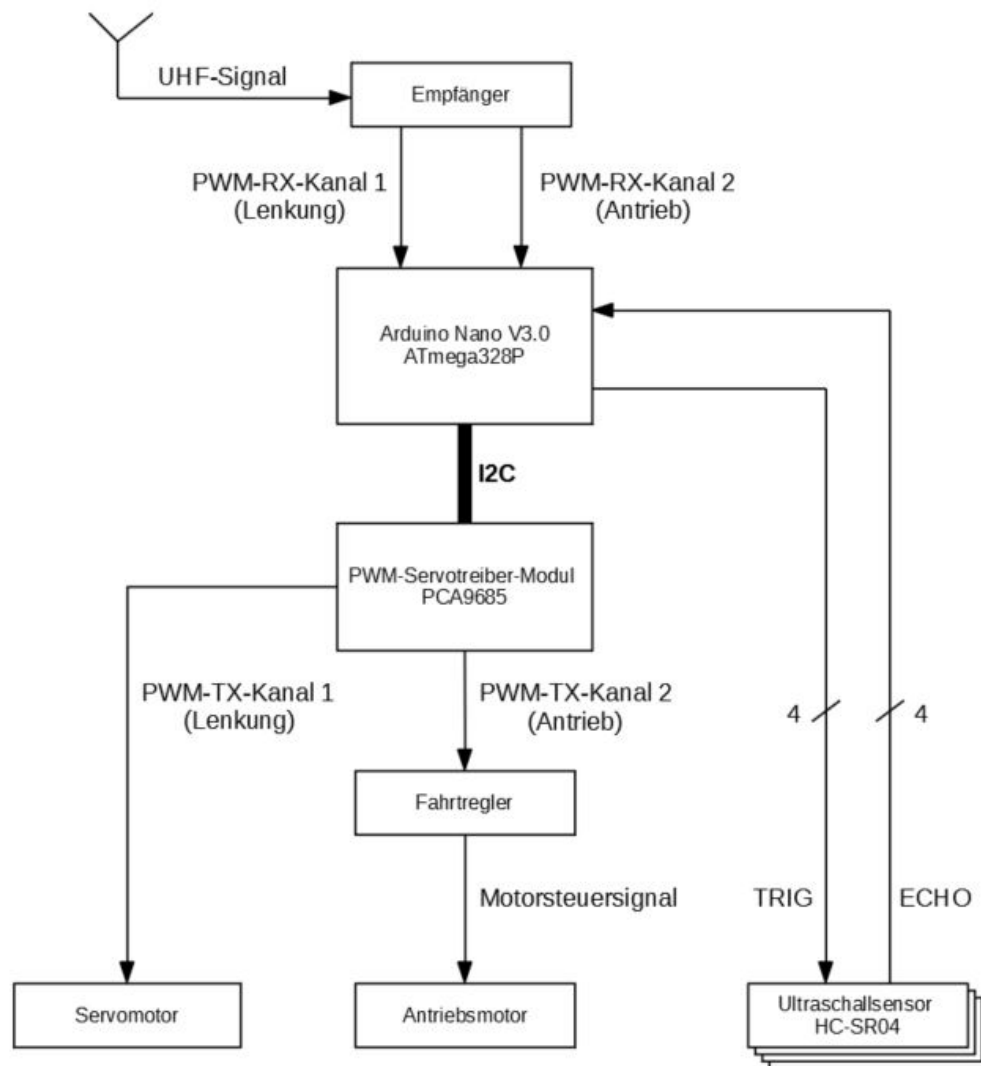 UHF-Signal
Empfänger
PWM-RX-Kanal 1
(Lenkung)
PWM-RX-Kanal 2
(Antrieb)
Arduino Nano V3.0
ATmega328P
I2C
PWM-Servotreiber-Modul
PCA9685
PWM-TX-Kanal 1
(Lenkung)
PWM-TX-Kanal 2
(Antrieb)
4
4
Fahrtregler
Motorsteuersignal
TRIG
ECHO
Servomotor
Antriebsmotor
Ultraschallsensor
HC-SR04